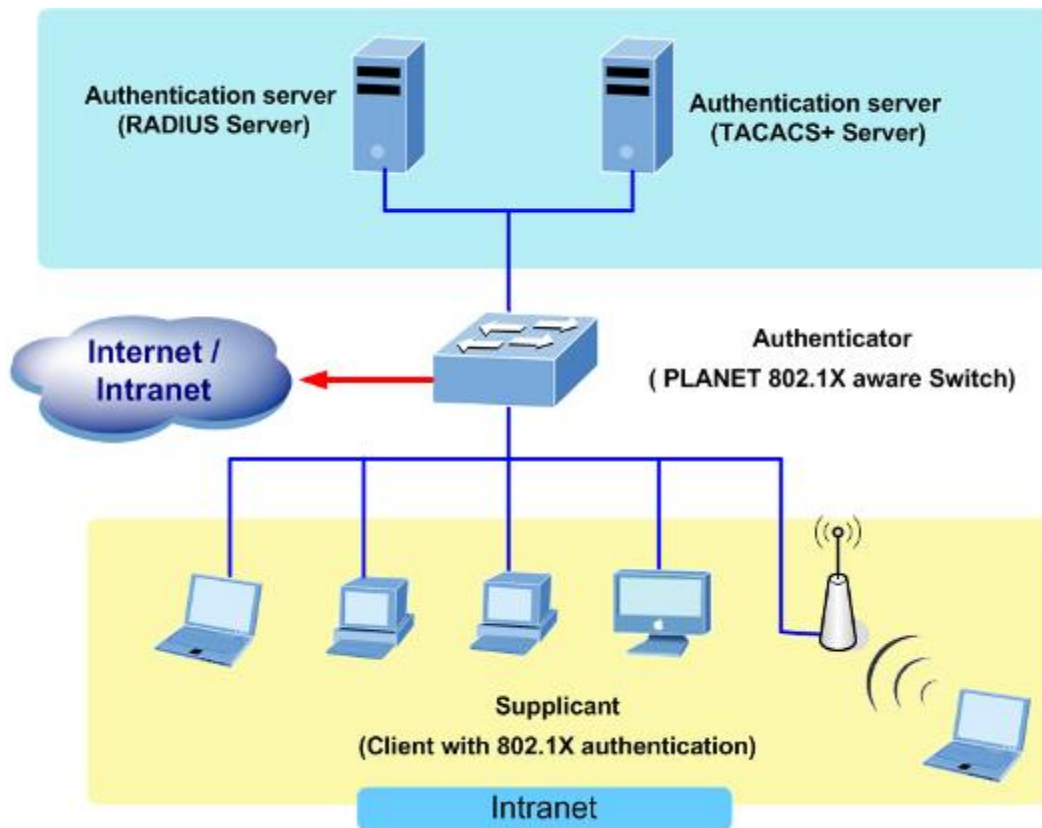 Authentication server
(RADIUS Server)
Authentication server
(TACACS+ Server)
Internet /
Intranet
Authenticator
( PLANET 802.1X aware Switch)
Supplicant
(Client with 802.1X authentication)
Intranet